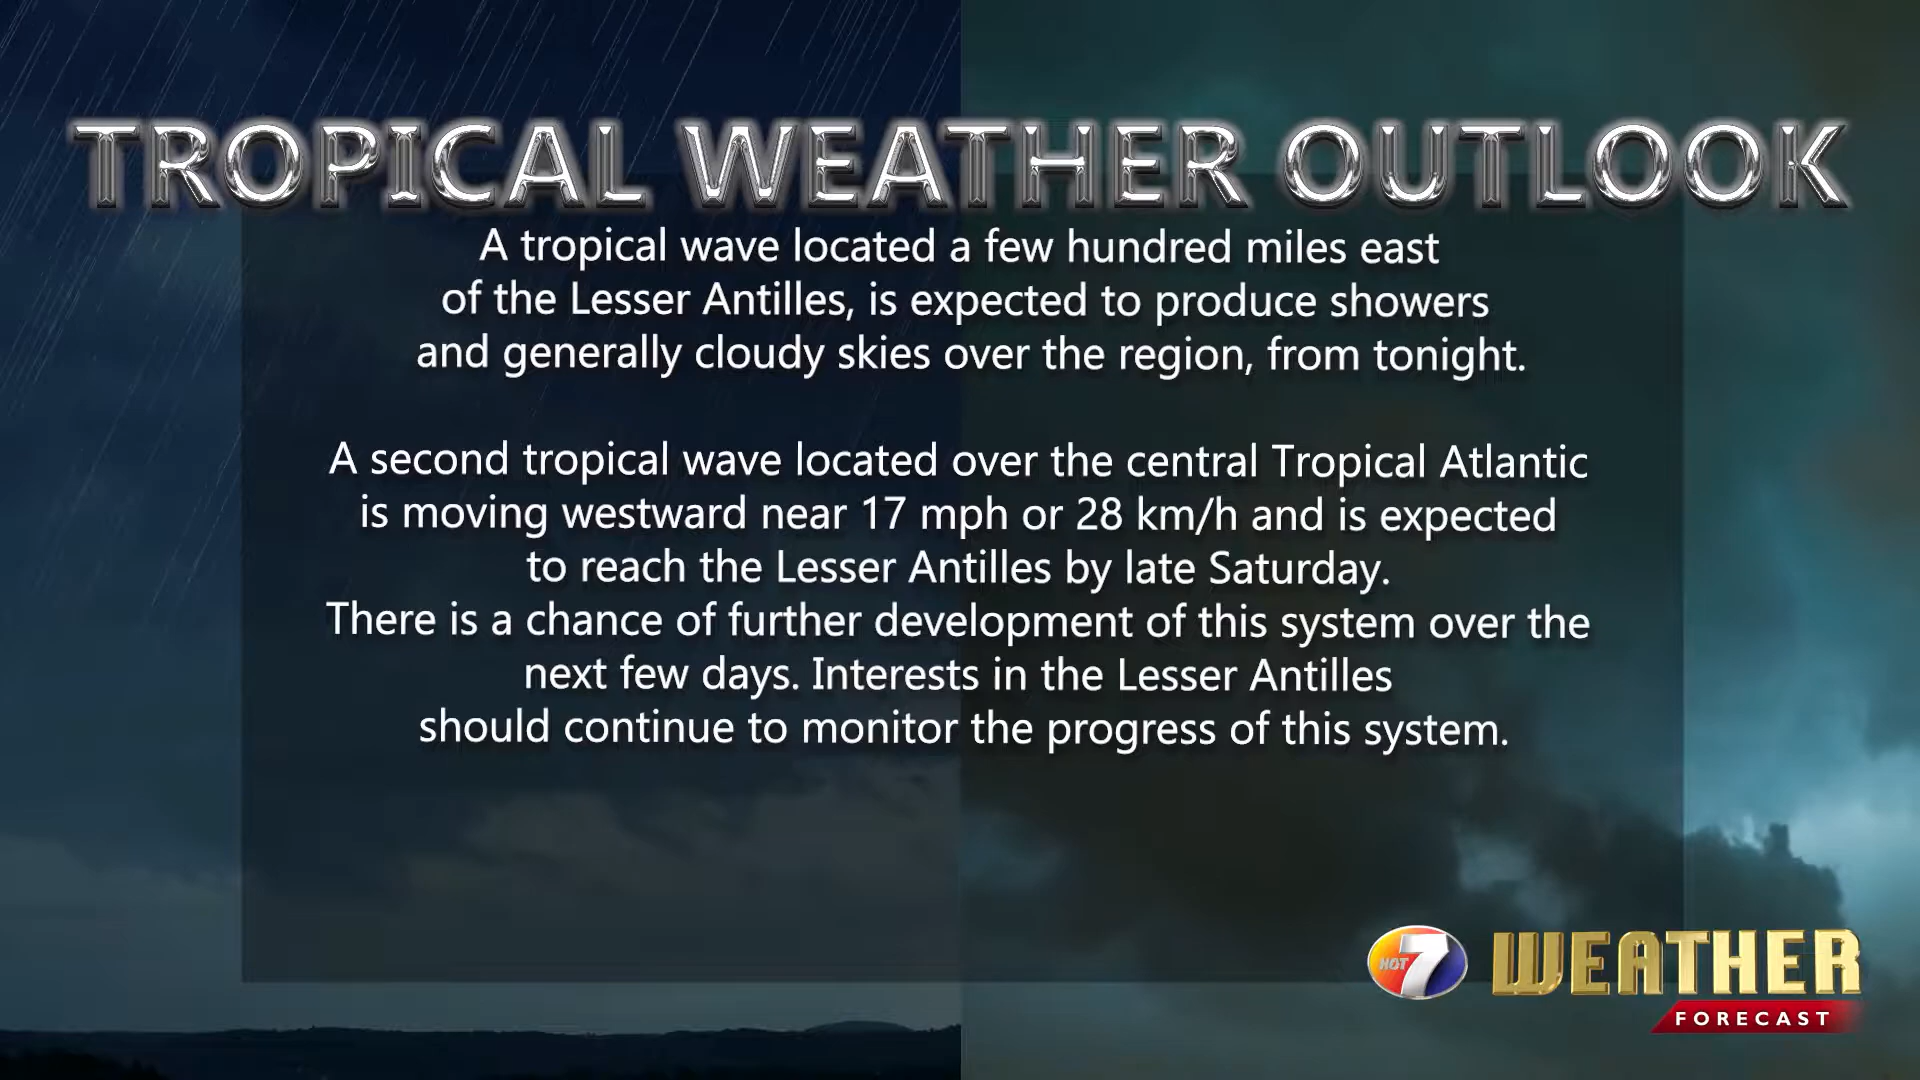 TROPICAL WEATHER OUTLOOK
A tropical wave located a few hundred miles east
of the Lesser Antilles, is expected to produce showers
and generally cloudy skies over the region, from tonight.
A second tropical wave located over the central Tropical Atlantic
is moving westward near 17 mph or 28 km/h and is expected
to reach the Lesser Antilles by late Saturday.
There is a chance of further development of this system over the
next few days. Interests in the Lesser Antilles
should continue to monitor the progress of this system.
HOT 7 WEATHER
FORECAST